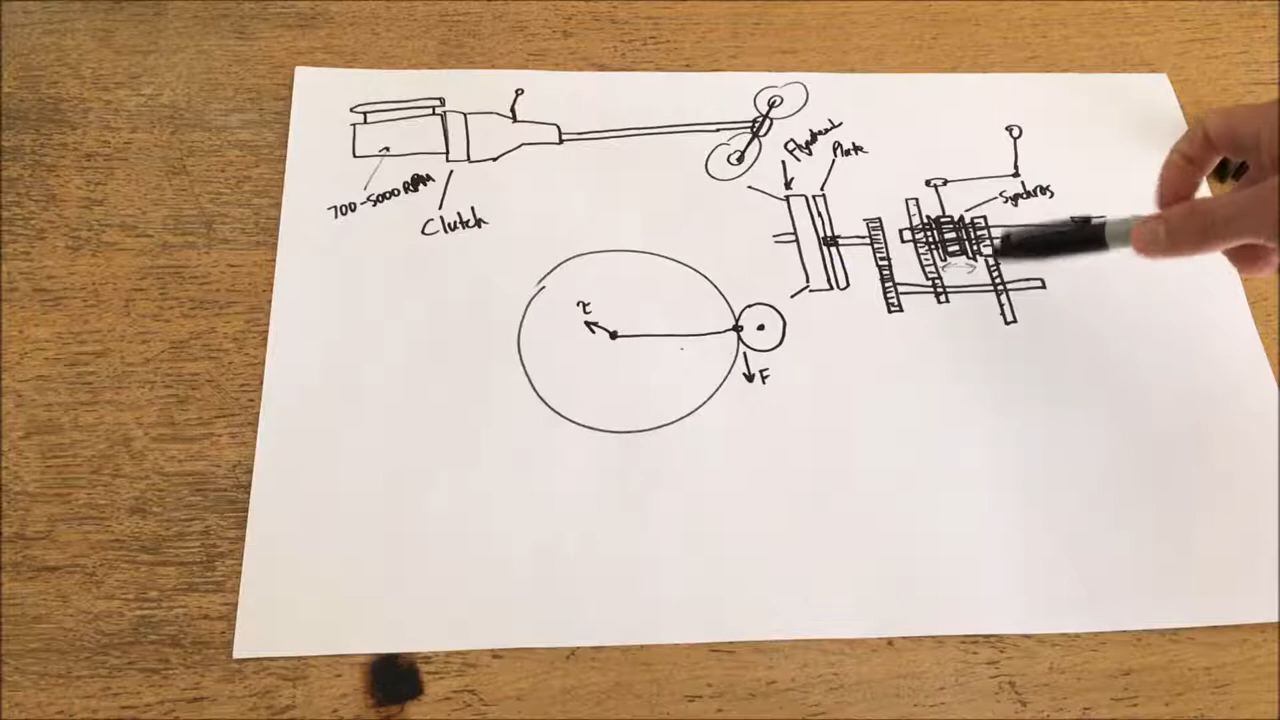 700-5000 RPM
Clutch
Flywheel
Plate
Synchros
τ
F